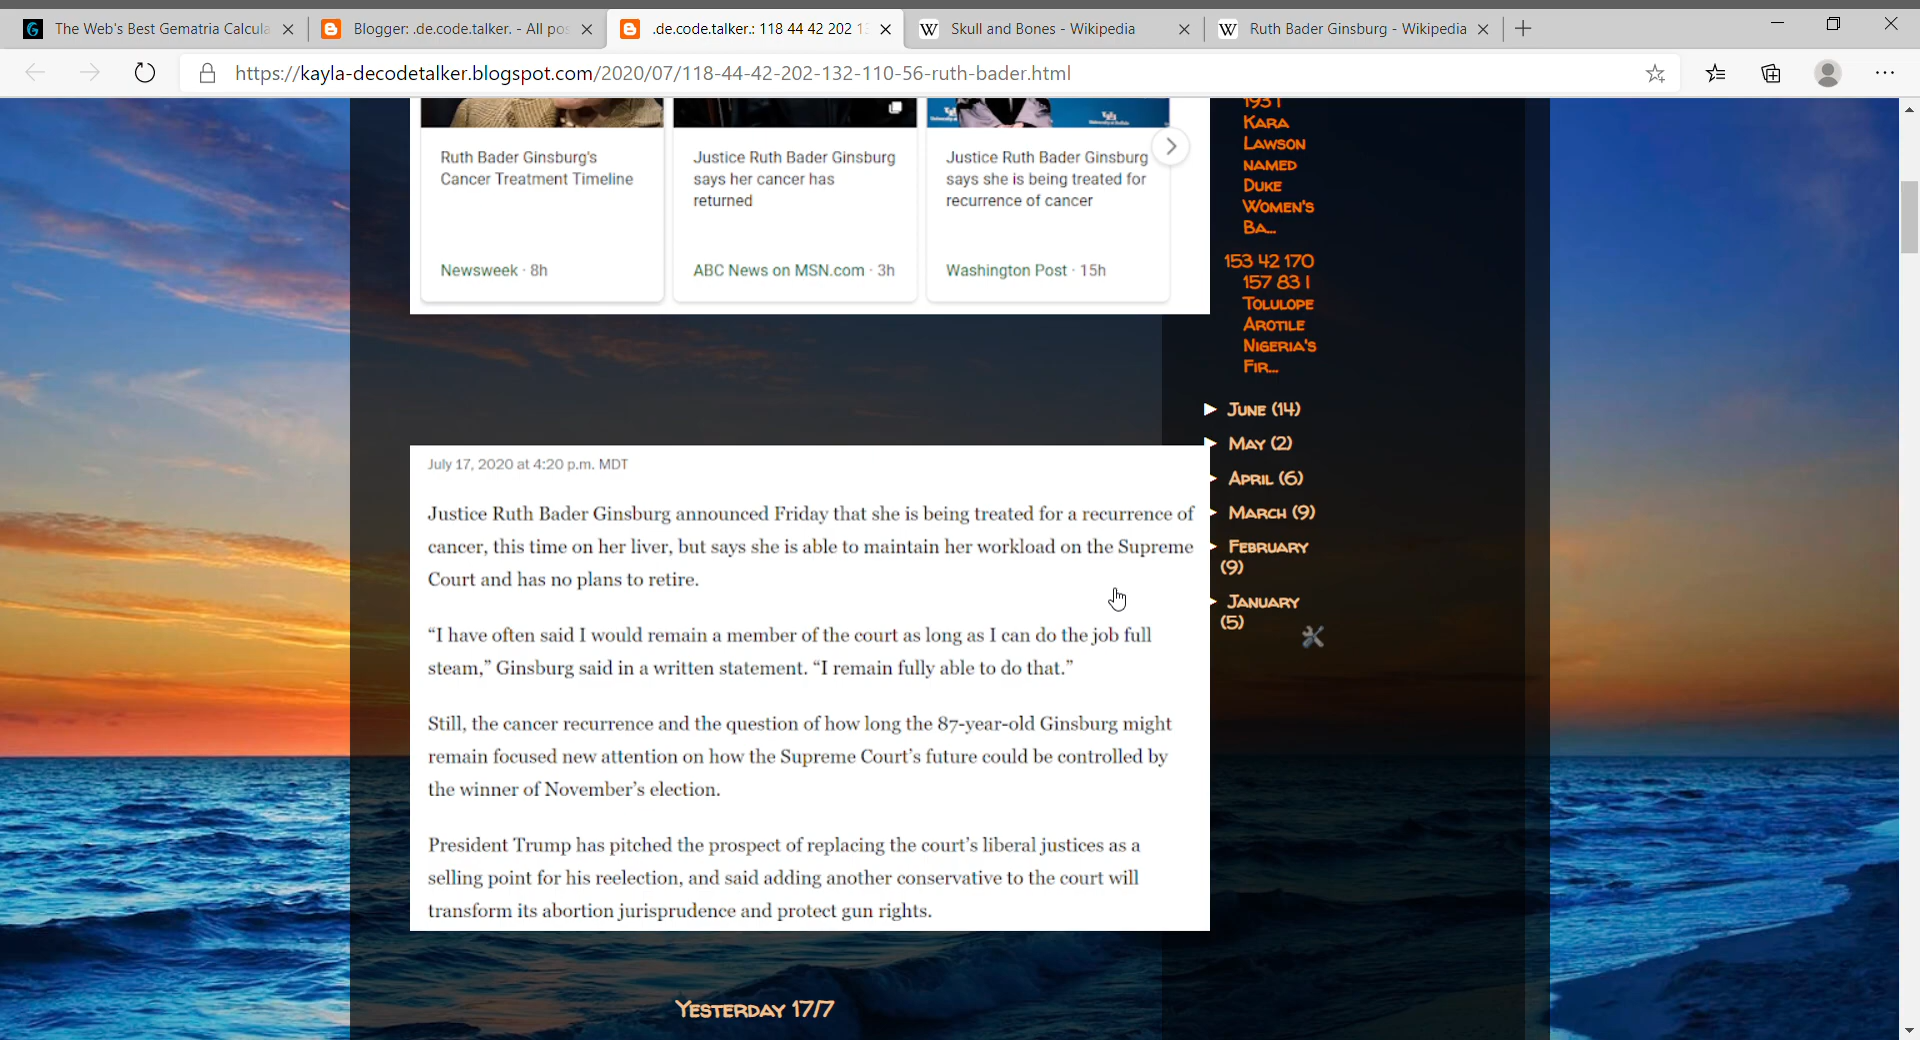 The Web's Best Gematria Calcula
Blogger: .de.code.talker. - All pos
.de.code.talker.: 118 44 42 202 13
Skull and Bones - Wikipedia
Ruth Bader Ginsburg - Wikipedia
https://kayla-decodetalker.blogspot.com/2020/07/118-44-42-202-132-110-56-ruth-bader.html
Ruth Bader Ginsburg's
Cancer Treatment Timeline
Newsweek · 8h
Justice Ruth Bader Ginsburg
says her cancer has
returned
ABC News on MSN.com · 3h
Justice Ruth Bader Ginsburg
says she is being treated for
recurrence of cancer
Washington Post · 15h
July 17, 2020 at 4:20 p.m. MDT
Justice Ruth Bader Ginsburg announced Friday that she is being treated for a recurrence of
cancer, this time on her liver, but says she is able to maintain her workload on the Supreme
Court and has no plans to retire.
“I have often said I would remain a member of the court as long as I can do the job full
steam,” Ginsburg said in a written statement. “I remain fully able to do that.”
Still, the cancer recurrence and the question of how long the 87-year-old Ginsburg might
remain focused new attention on how the Supreme Court’s future could be controlled by
the winner of November’s election.
President Trump has pitched the prospect of replacing the court’s liberal justices as a
selling point for his reelection, and said adding another conservative to the court will
transform its abortion jurisprudence and protect gun rights.
Yesterday 17/7
193 |
Kara
Lawson
named
Duke
Women's
Ba...
153 42 170
157 83 |
Tolulope
Arotile
Nigeria's
Fir...
► June (14)
► May (2)
► April (6)
► March (9)
► February
(9)
► January
(5)